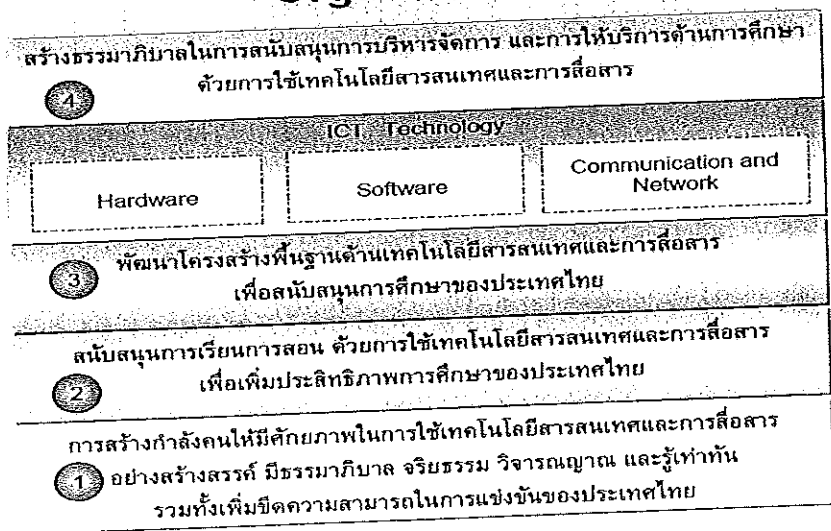 สร้างธรรมาภิบาลในการสนับสนุนการบริหารจัดการ และการให้บริการด้านการศึกษา
ด้วยการใช้เทคโนโลยีสารสนเทศและการสื่อสาร
4
ICT Technology
Hardware
Software
Communication and
Network
3
พัฒนาโครงสร้างพื้นฐานด้านเทคโนโลยีสารสนเทศและการสื่อสาร
เพื่อสนับสนุนการศึกษาของประเทศไทย
สนับสนุนการเรียนการสอน ด้วยการใช้เทคโนโลยีสารสนเทศและการสื่อสาร
2
เพื่อเพิ่มประสิทธิภาพการศึกษาของประเทศไทย
การสร้างกำลังคนให้มีศักยภาพในการใช้เทคโนโลยีสารสนเทศและการสื่อสาร
1 อย่างสร้างสรรค์ มีธรรมาภิบาล จริยธรรม วิจารณญาณ และรู้เท่าทัน
รวมทั้งเพิ่มขีดความสามารถในการแข่งขันของประเทศไทย